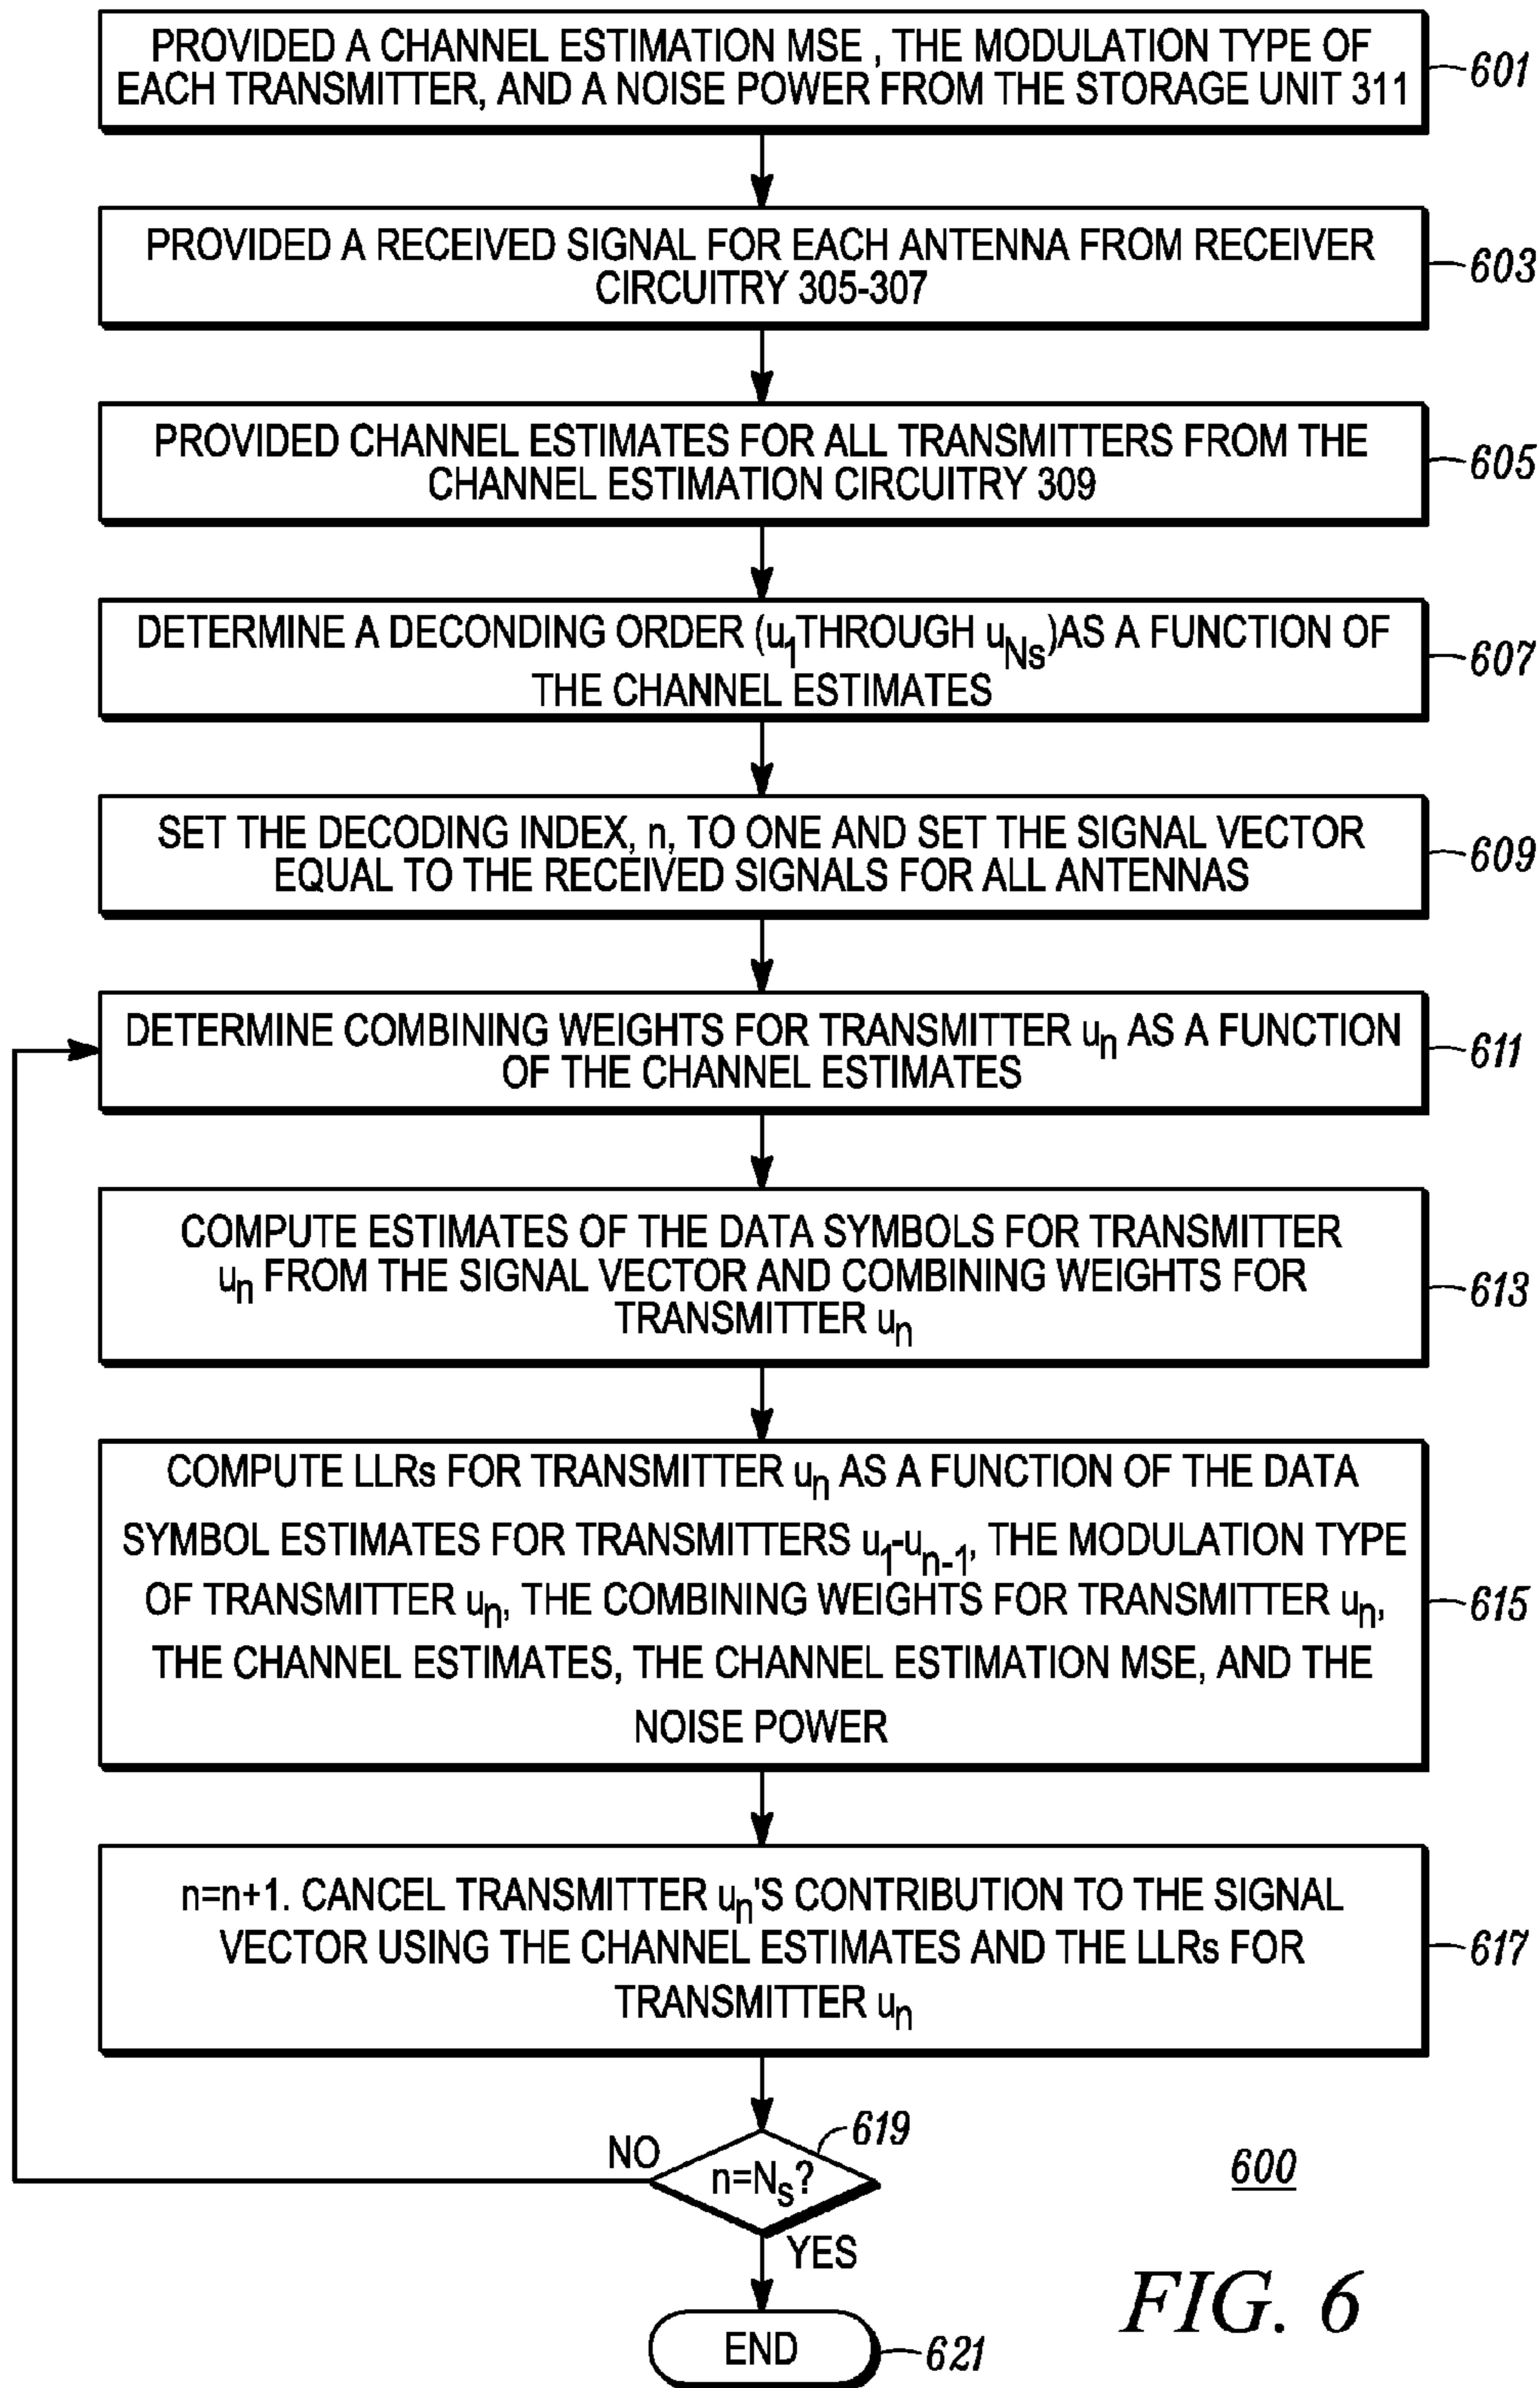 PROVIDED A CHANNEL ESTIMATION MSE , THE MODULATION TYPE OF
EACH TRANSMITTER, AND A NOISE POWER FROM THE STORAGE UNIT 311
601
PROVIDED A RECEIVED SIGNAL FOR EACH ANTENNA FROM RECEIVER
CIRCUITRY 305-307
603
PROVIDED CHANNEL ESTIMATES FOR ALL TRANSMITTERS FROM THE
CHANNEL ESTIMATION CIRCUITRY 309
605
DETERMINE A DECONDING ORDER (u1THROUGH uNs)AS A FUNCTION OF
THE CHANNEL ESTIMATES
607
SET THE DECODING INDEX, n, TO ONE AND SET THE SIGNAL VECTOR
EQUAL TO THE RECEIVED SIGNALS FOR ALL ANTENNAS
609
DETERMINE COMBINING WEIGHTS FOR TRANSMITTER un AS A FUNCTION
OF THE CHANNEL ESTIMATES
611
COMPUTE ESTIMATES OF THE DATA SYMBOLS FOR TRANSMITTER
un FROM THE SIGNAL VECTOR AND COMBINING WEIGHTS FOR
TRANSMITTER un
613
COMPUTE LLRs FOR TRANSMITTER un AS A FUNCTION OF THE DATA
SYMBOL ESTIMATES FOR TRANSMITTERS u1-un-1, THE MODULATION TYPE
OF TRANSMITTER un, THE COMBINING WEIGHTS FOR TRANSMITTER un,
THE CHANNEL ESTIMATES, THE CHANNEL ESTIMATION MSE, AND THE
NOISE POWER
615
n=n+1. CANCEL TRANSMITTER un'S CONTRIBUTION TO THE SIGNAL
VECTOR USING THE CHANNEL ESTIMATES AND THE LLRs FOR
TRANSMITTER un
617
619
NO
n=Ns?
YES
600
END
621
FIG. 6